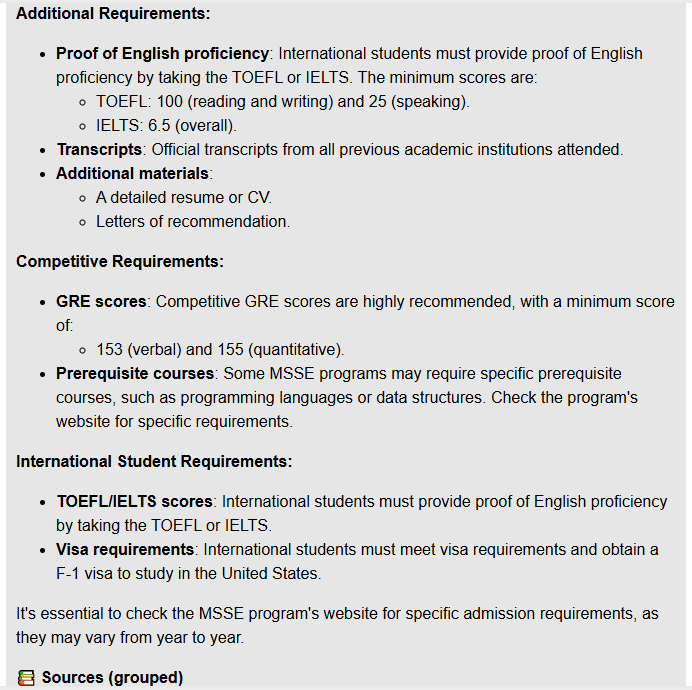 Additional Requirements:
• Proof of English proficiency: International students must provide proof of English
proficiency by taking the TOEFL or IELTS. The minimum scores are:
◦ TOEFL: 100 (reading and writing) and 25 (speaking).
◦ IELTS: 6.5 (overall).
• Transcripts: Official transcripts from all previous academic institutions attended.
• Additional materials:
◦ A detailed resume or CV.
◦ Letters of recommendation.
Competitive Requirements:
• GRE scores: Competitive GRE scores are highly recommended, with a minimum score
of:
◦ 153 (verbal) and 155 (quantitative).
• Prerequisite courses: Some MSSE programs may require specific prerequisite
courses, such as programming languages or data structures. Check the program's
website for specific requirements.
International Student Requirements:
• TOEFL/IELTS scores: International students must provide proof of English proficiency
by taking the TOEFL or IELTS.
• Visa requirements: International students must meet visa requirements and obtain a
F-1 visa to study in the United States.
It's essential to check the MSSE program's website for specific admission requirements, as
they may vary from year to year.
📚 Sources (grouped)